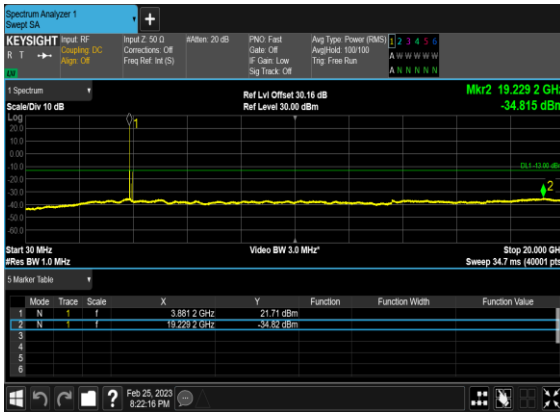 Spectrum Analyzer 1
Swept SA
+
KEYSIGHT Input: RF Input Z: 50 Ω #Atten: 20 dB PNO: Fast Avg Type: Power (RMS) 1 2 3 4 5 6
R T Coupling: DC Corrections: Off Gate: Off Avg|Hold: 100/100 A W W W W W
Align: Off Freq Ref: Int (S) IF Gain: Low Trig: Free Run
Sig Track: Off A N N N N N
1 Spectrum Ref Lvl Offset 30.16 dB Mkr2 19.229 2 GHz
Scale/Div 10 dB Ref Level 30.00 dBm -34.815 dBm
Log
20.0
10.0
0.00
-10.0
-20.0
-30.0
-40.0
-50.0
-60.0
1
DL1 -13.00 dBm
2
Start 30 MHz Video BW 3.0 MHz* Stop 20.000 GH
#Res BW 1.0 MHz Sweep 34.7 ms (40001 pts
5 Marker Table
Mode Trace Scale X Y Function Function Width Function Value
1 N 1 f 3.881 2 GHz 21.71 dBm
2 N 1 f 19.229 2 GHz -34.82 dBm
3
4
5
6
? Feb 25, 2023
8:22:16 PM